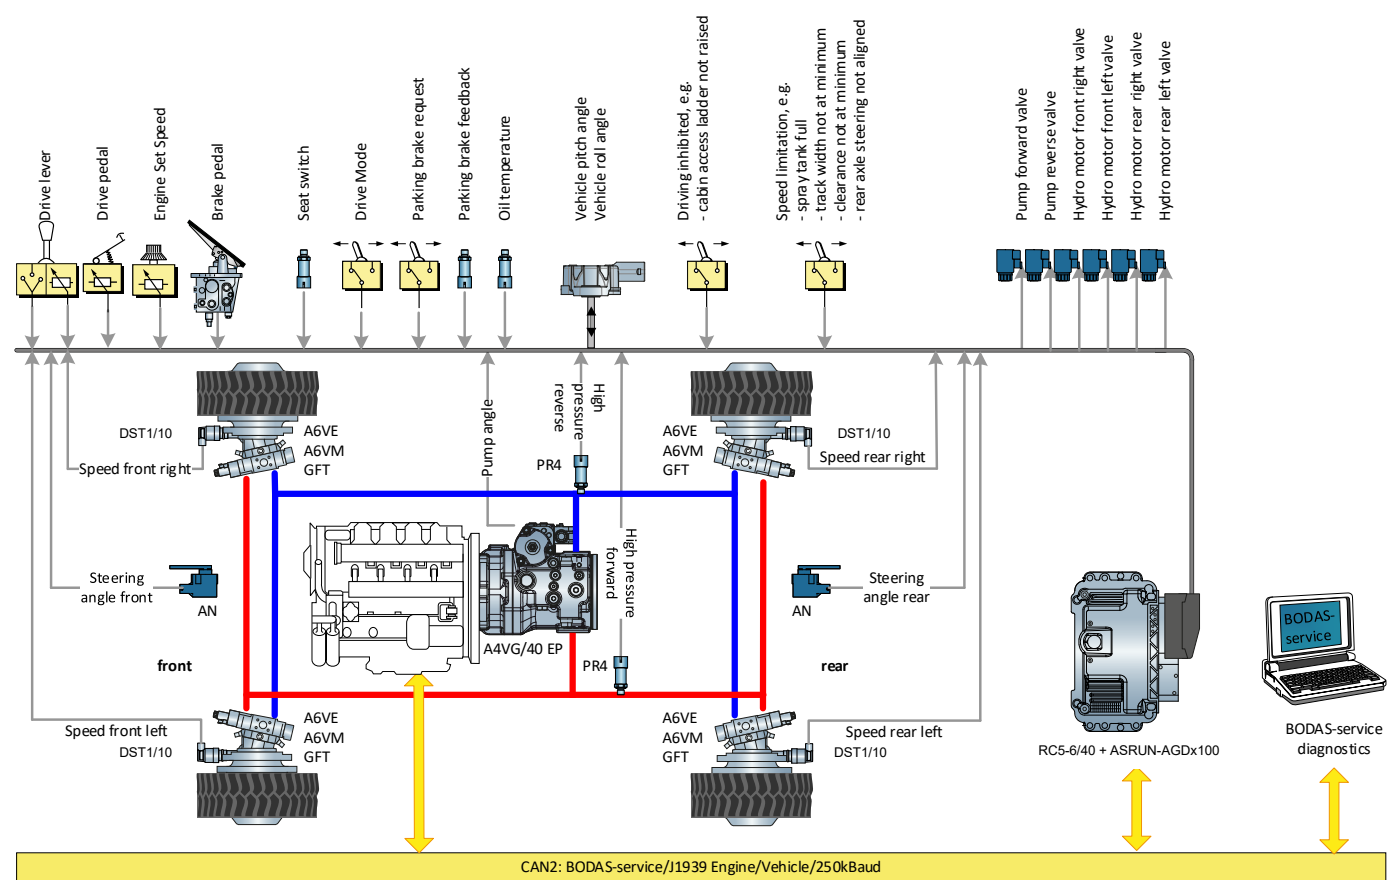 Drive lever
Drive pedal
Engine Set Speed
Brake pedal
Seat switch
Drive Mode
Parking brake request
Parking brake feedback
Oil temperature
Vehicle pitch angle
Vehicle roll angle
Driving inhibited, e.g.
- cabin access ladder not raised
Speed limitation, e.g.
- spray tank full
- track width not at minimum
- clearance not at minimum
- rear axle steering not aligned
Pump forward valve
Pump reverse valve
Hydro motor front right valve
Hydro motor front left valve
Hydro motor rear right valve
Hydro motor rear left valve
DST1/10
Speed front right
A6VE
A6VM
GFT
Pump angle
High
pressure
reverse
PR4
A6VE
A6VM
GFT
DST1/10
Speed rear right
Steering
angle front
AN
High pressure
forward
A4VG/40 EP
PR4
AN
Steering
angle rear
front
rear
Speed front left
DST1/10
A6VE
A6VM
GFT
A6VE
A6VM
GFT
Speed rear left
DST1/10
RC5-6/40 + ASRUN-AGDx100
BODAS-
service
BODAS-service
diagnostics
CAN2: BODAS-service/J1939 Engine/Vehicle/250kBaud